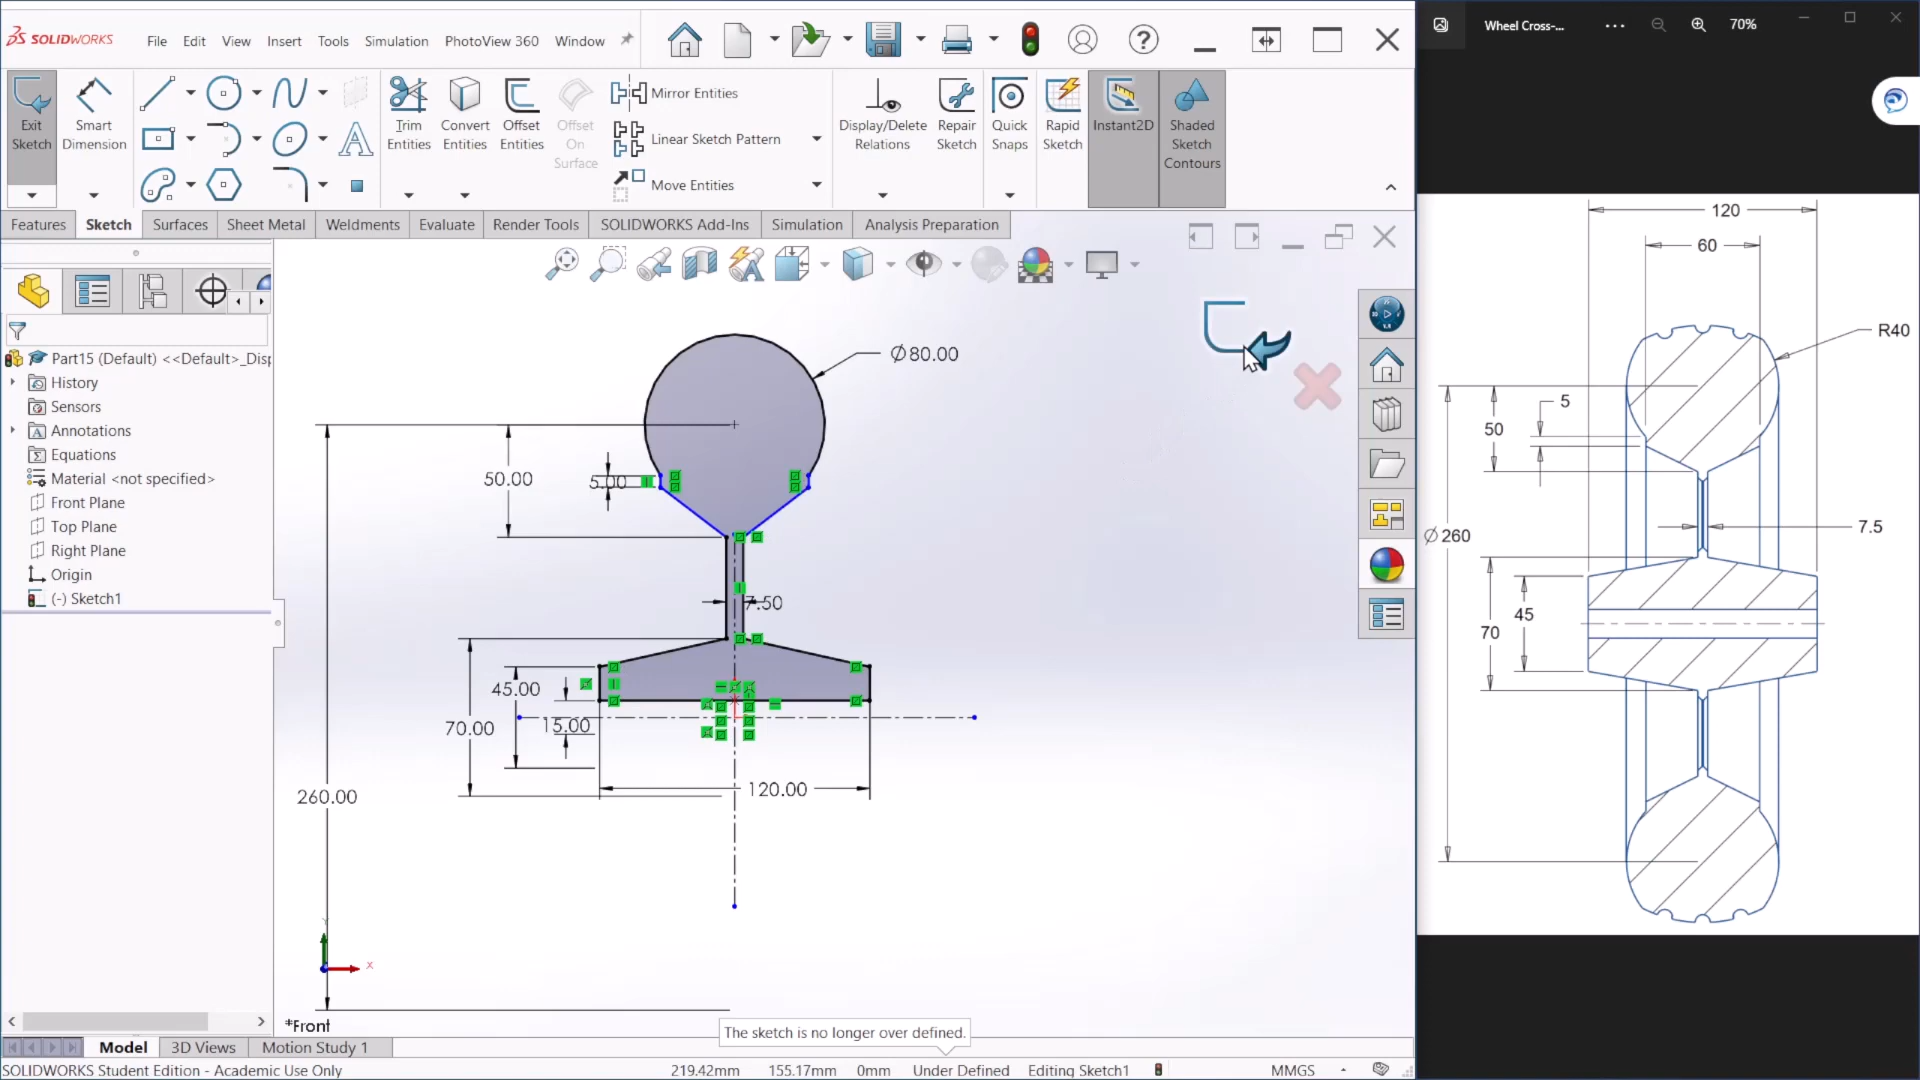 SOLIDWORKS
File Edit View Insert Tools Simulation PhotoView 360 Window
Wheel Cross-...
70%
Exit Sketch
Smart Dimension
Trim Entities
Convert Entities
Offset Entities
Offset On Surface
Mirror Entities
Linear Sketch Pattern
Move Entities
Display/Delete Relations
Repair Sketch
Quick Snaps
Rapid Sketch
Instant2D
Shaded Sketch Contours
Features Sketch Surfaces Sheet Metal Weldments Evaluate Render Tools SOLIDWORKS Add-Ins Simulation Analysis Preparation
Part15 (Default) <<Default>_Disp
History
Sensors
Annotations
Equations
Material <not specified>
Front Plane
Top Plane
Right Plane
Origin
(-) Sketch1
Ø80.00
50.00
5.00
7.50
45.00
15.00
70.00
120.00
260.00
X
*Front
120
60
R40
5
50
Ø260
7.5
45
70
The sketch is no longer over defined.
Model 3D Views Motion Study 1
SOLIDWORKS Student Edition - Academic Use Only
219.42mm 155.17mm 0mm Under Defined Editing Sketch1 MMGS